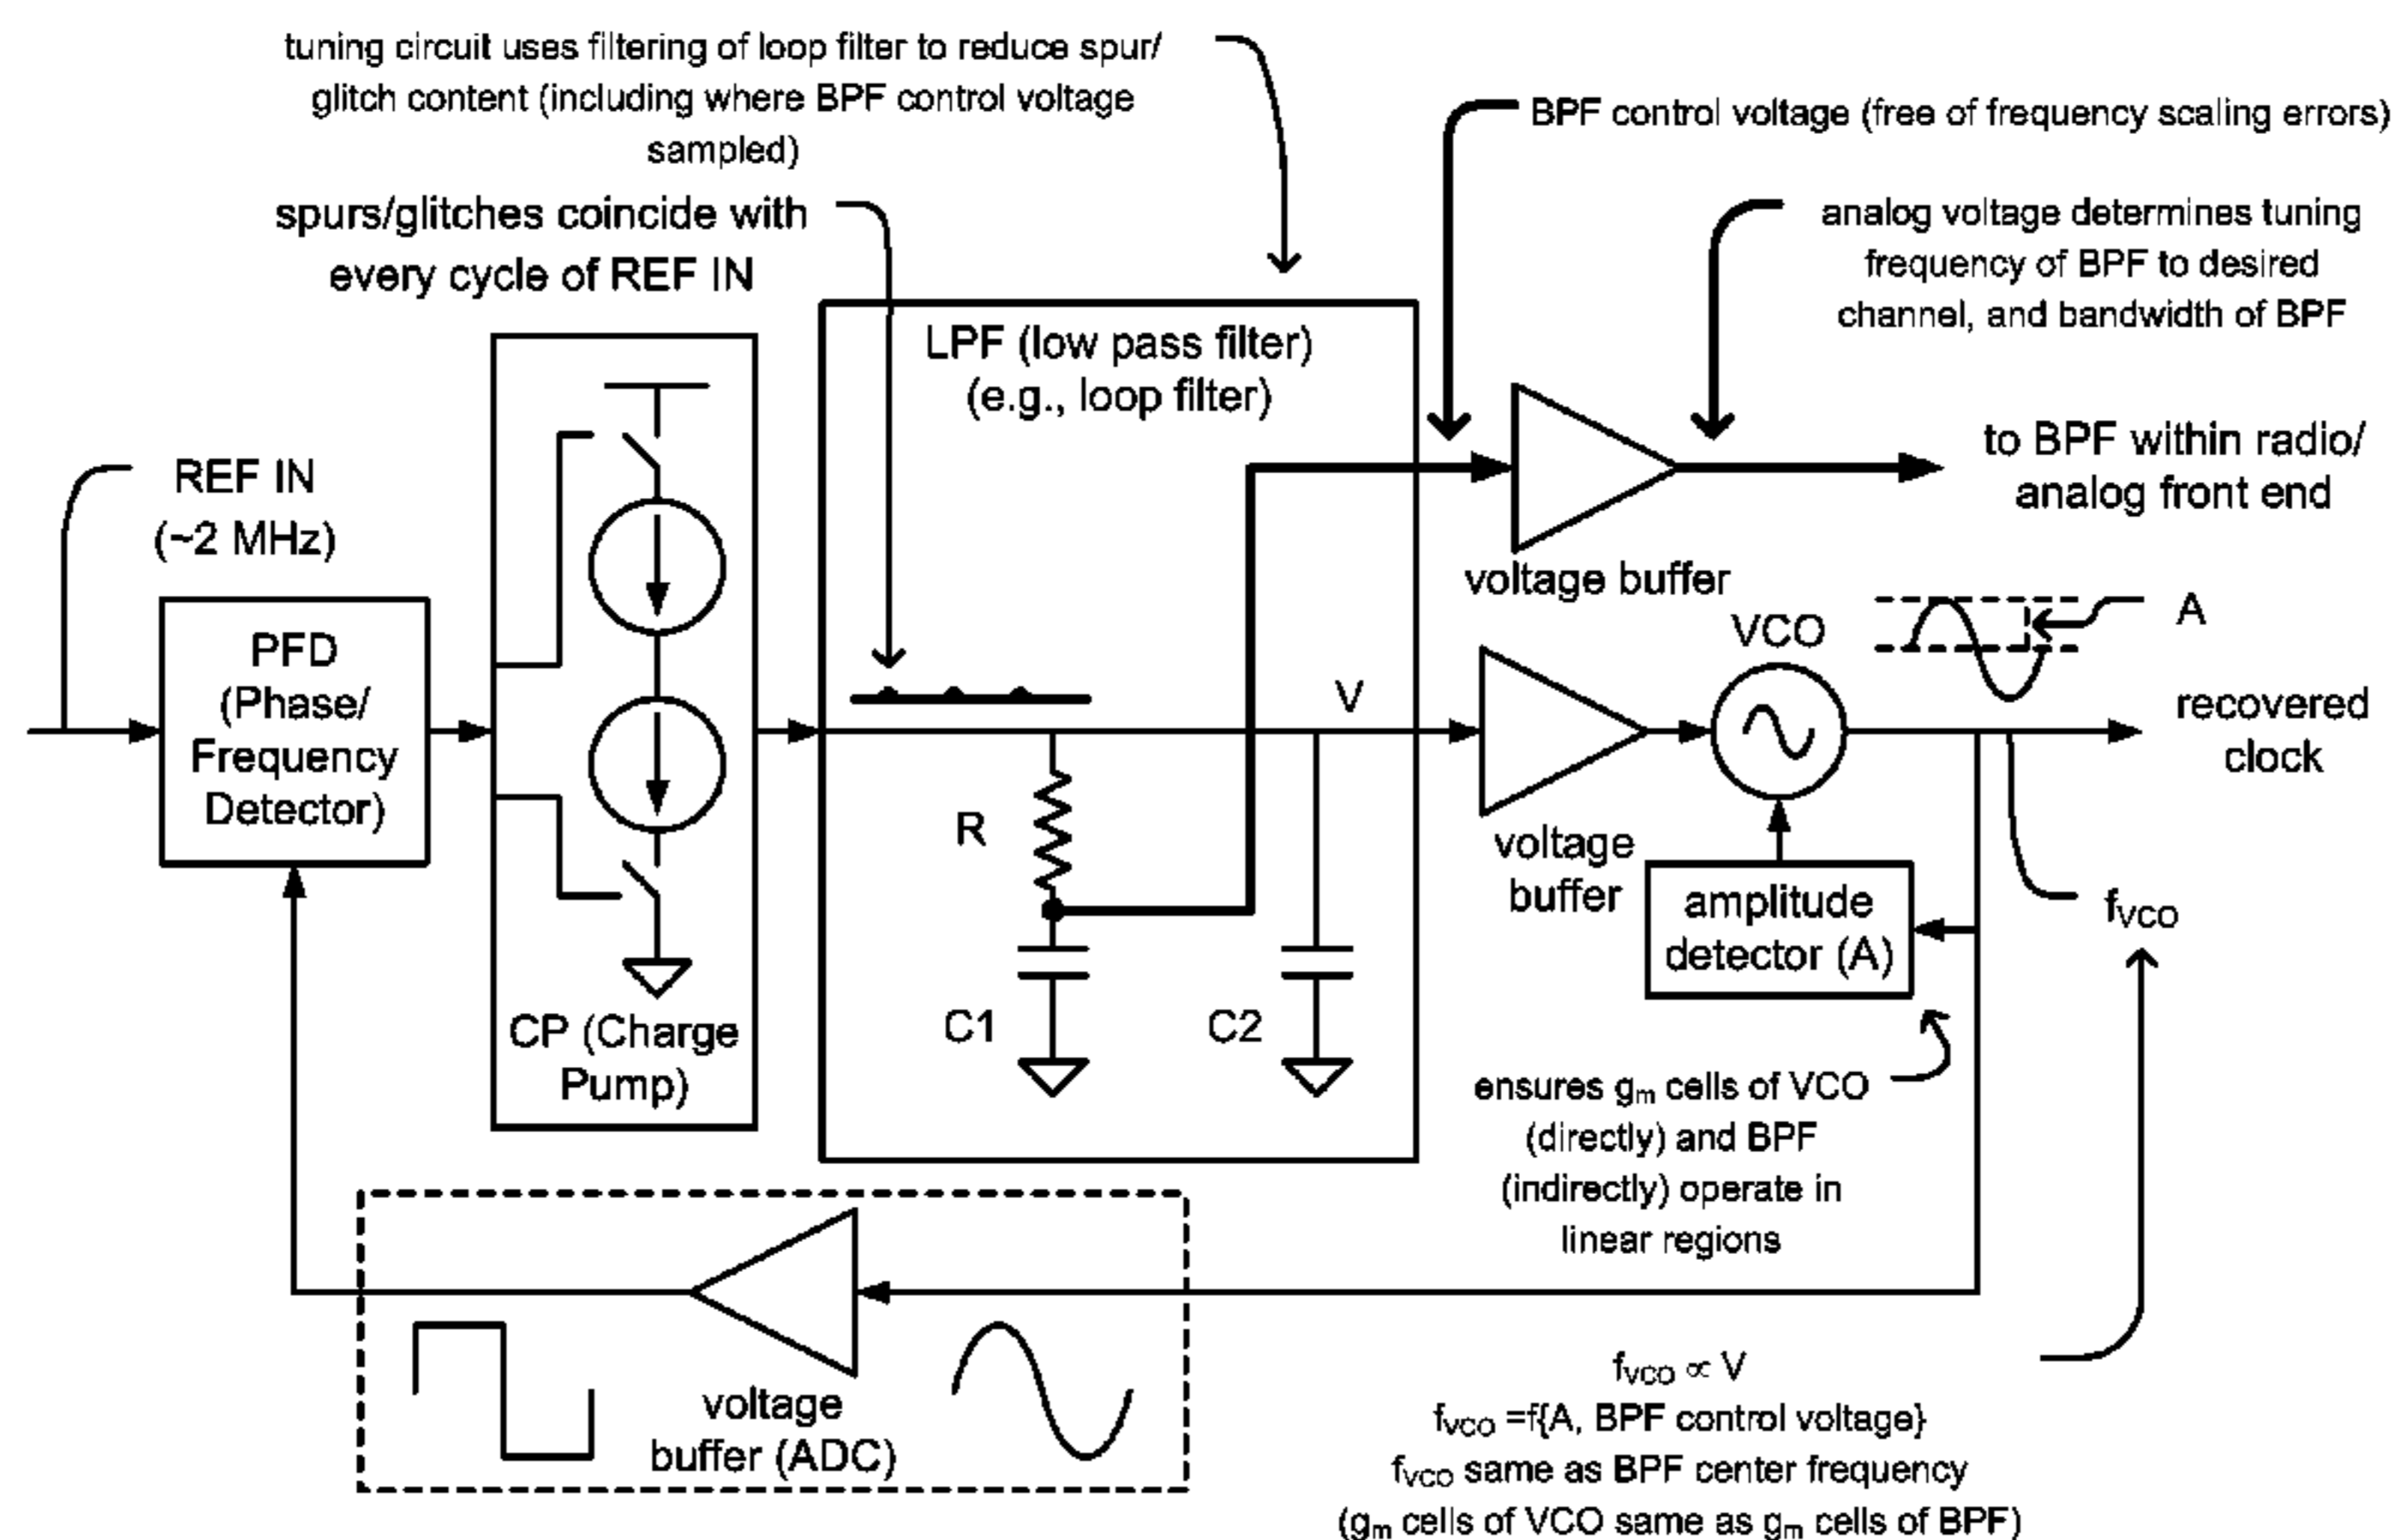 tuning circuit uses filtering of loop filter to reduce spur/
glitch content (including where BPF control voltage
sampled)
BPF control voltage (free of frequency scaling errors)
spurs/glitches coincide with
every cycle of REF IN
analog voltage determines tuning
frequency of BPF to desired
channel, and bandwidth of BPF
LPF (low pass filter)
(e.g., loop filter)
REF IN
(~2 MHz)
to BPF within radio/
analog front end
voltage buffer
PFD
(Phase/
Frequency
Detector)
VCO
A
V
recovered
clock
R
voltage
buffer
amplitude
detector (A)
fVCO
CP (Charge
Pump)
C1
C2
ensures gm cells of VCO
(directly) and BPF
(indirectly) operate in
linear regions
voltage
buffer (ADC)
fVCO ∝ V
fVCO =f{A, BPF control voltage}
fVCO same as BPF center frequency
(gm cells of VCO same as gm cells of BPF)